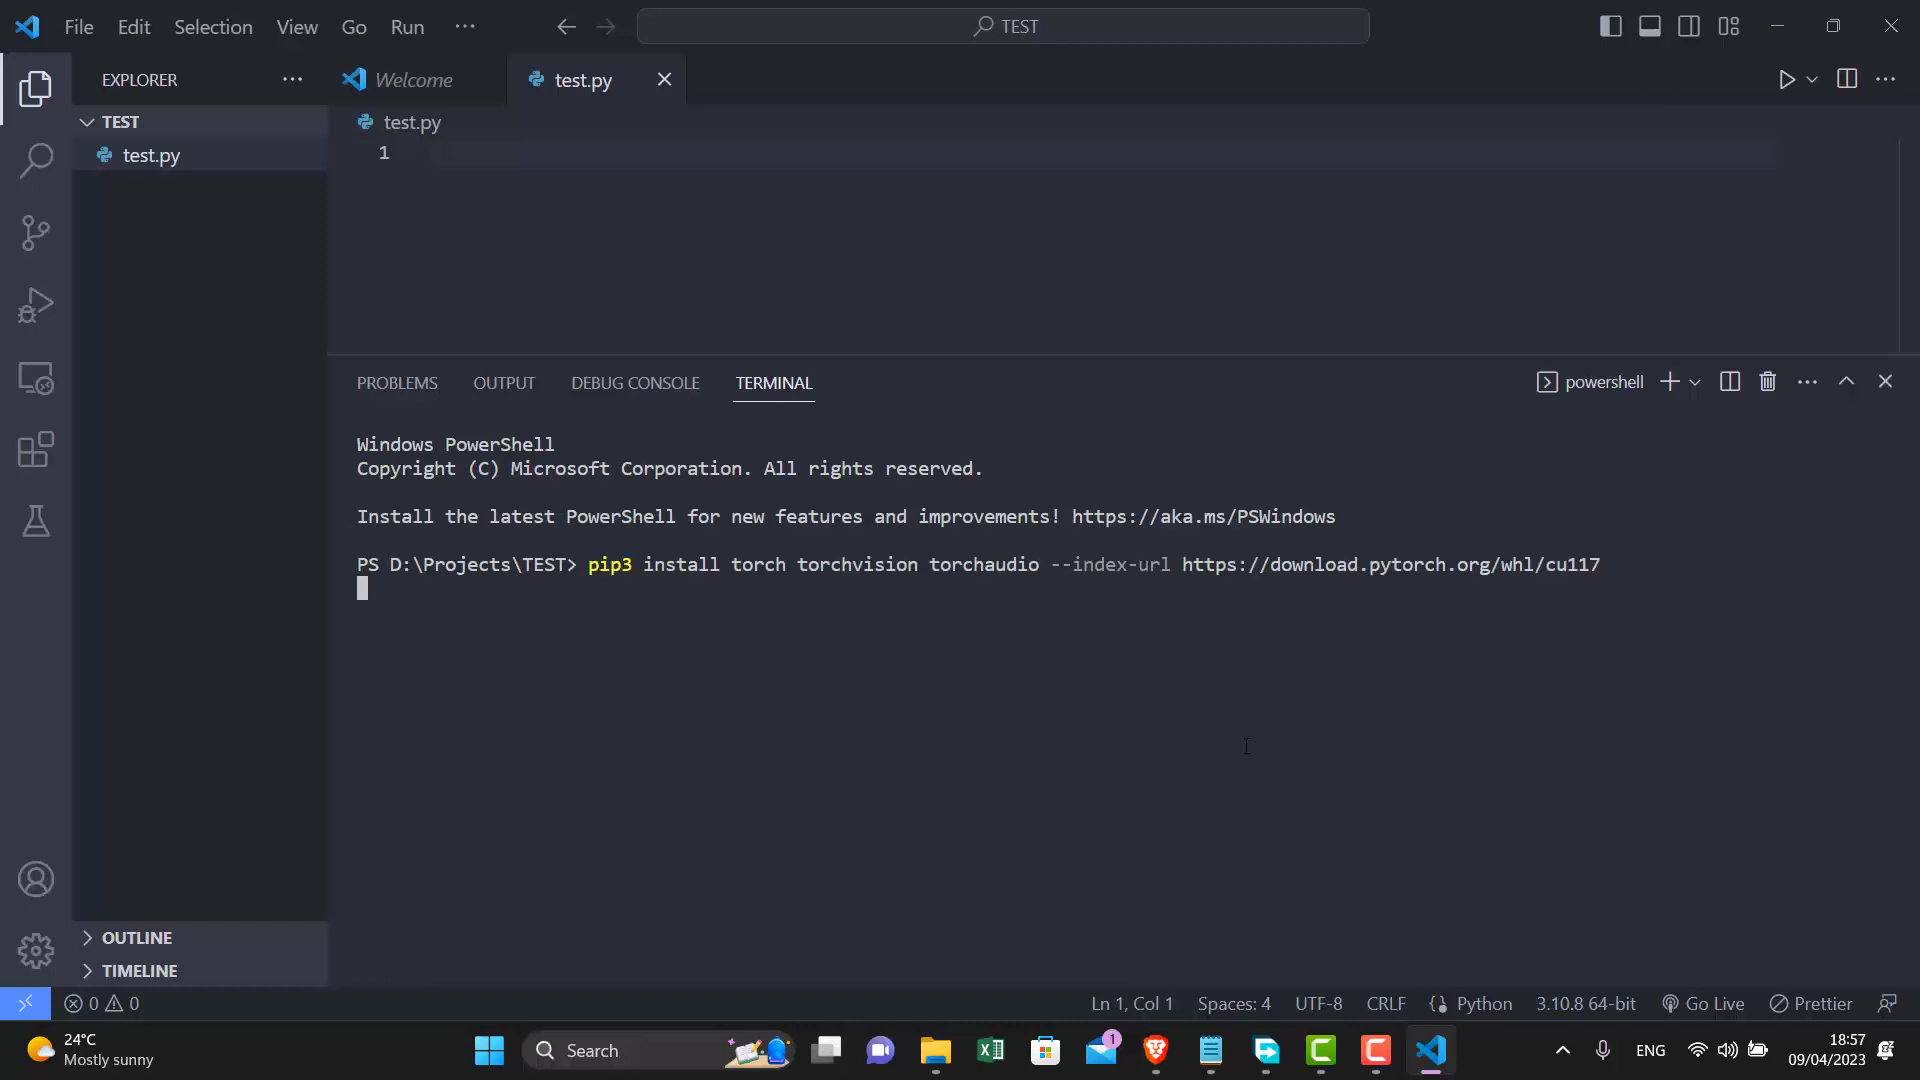 File Edit Selection View Go Run ···
TEST
EXPLORER ···
Welcome
test.py
TEST
test.py
test.py
1
PROBLEMS OUTPUT DEBUG CONSOLE TERMINAL
powershell
Windows PowerShell
Copyright (C) Microsoft Corporation. All rights reserved.
Install the latest PowerShell for new features and improvements! https://aka.ms/PSWindows
PS D:\Projects\TEST> pip3 install torch torchvision torchaudio --index-url https://download.pytorch.org/whl/cu117
OUTLINE
TIMELINE
0 0
Ln 1, Col 1 Spaces: 4 UTF-8 CRLF Python 3.10.8 64-bit Go Live Prettier
24°C
Mostly sunny
Search
1
ENG
18:57
09/04/2023